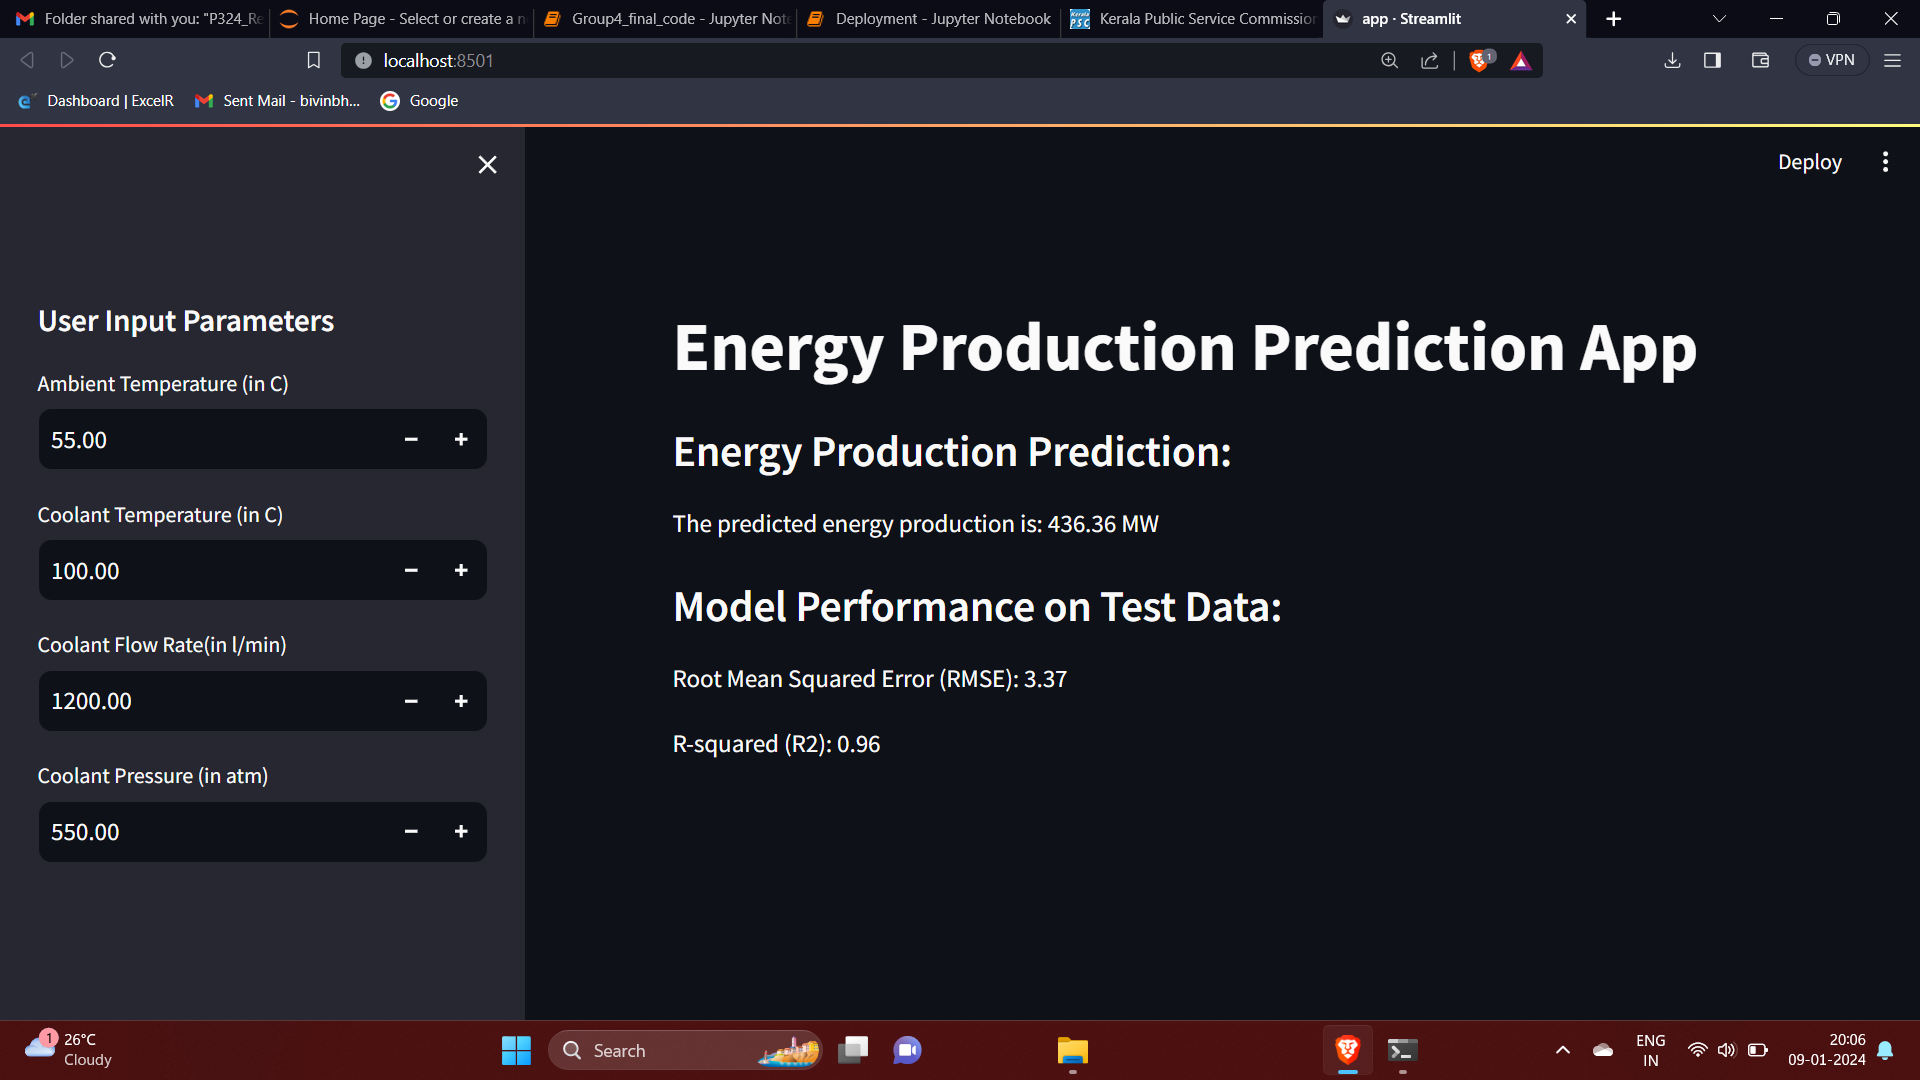 Folder shared with you: "P324_Re
Home Page - Select or create a n
Group4_final_code - Jupyter Note
Deployment - Jupyter Notebook
Kerala Public Service Commission
app · Streamlit
localhost:8501
1
VPN
Dashboard | ExcelR
Sent Mail - bivinbh...
Google
Deploy
User Input Parameters
Ambient Temperature (in C)
55.00
Coolant Temperature (in C)
100.00
Coolant Flow Rate(in l/min)
1200.00
Coolant Pressure (in atm)
550.00
Energy Production Prediction App
Energy Production Prediction:
The predicted energy production is: 436.36 MW
Model Performance on Test Data:
Root Mean Squared Error (RMSE): 3.37
R-squared (R2): 0.96
1
26°C
Cloudy
Search
ENG
IN
20:06
09-01-2024